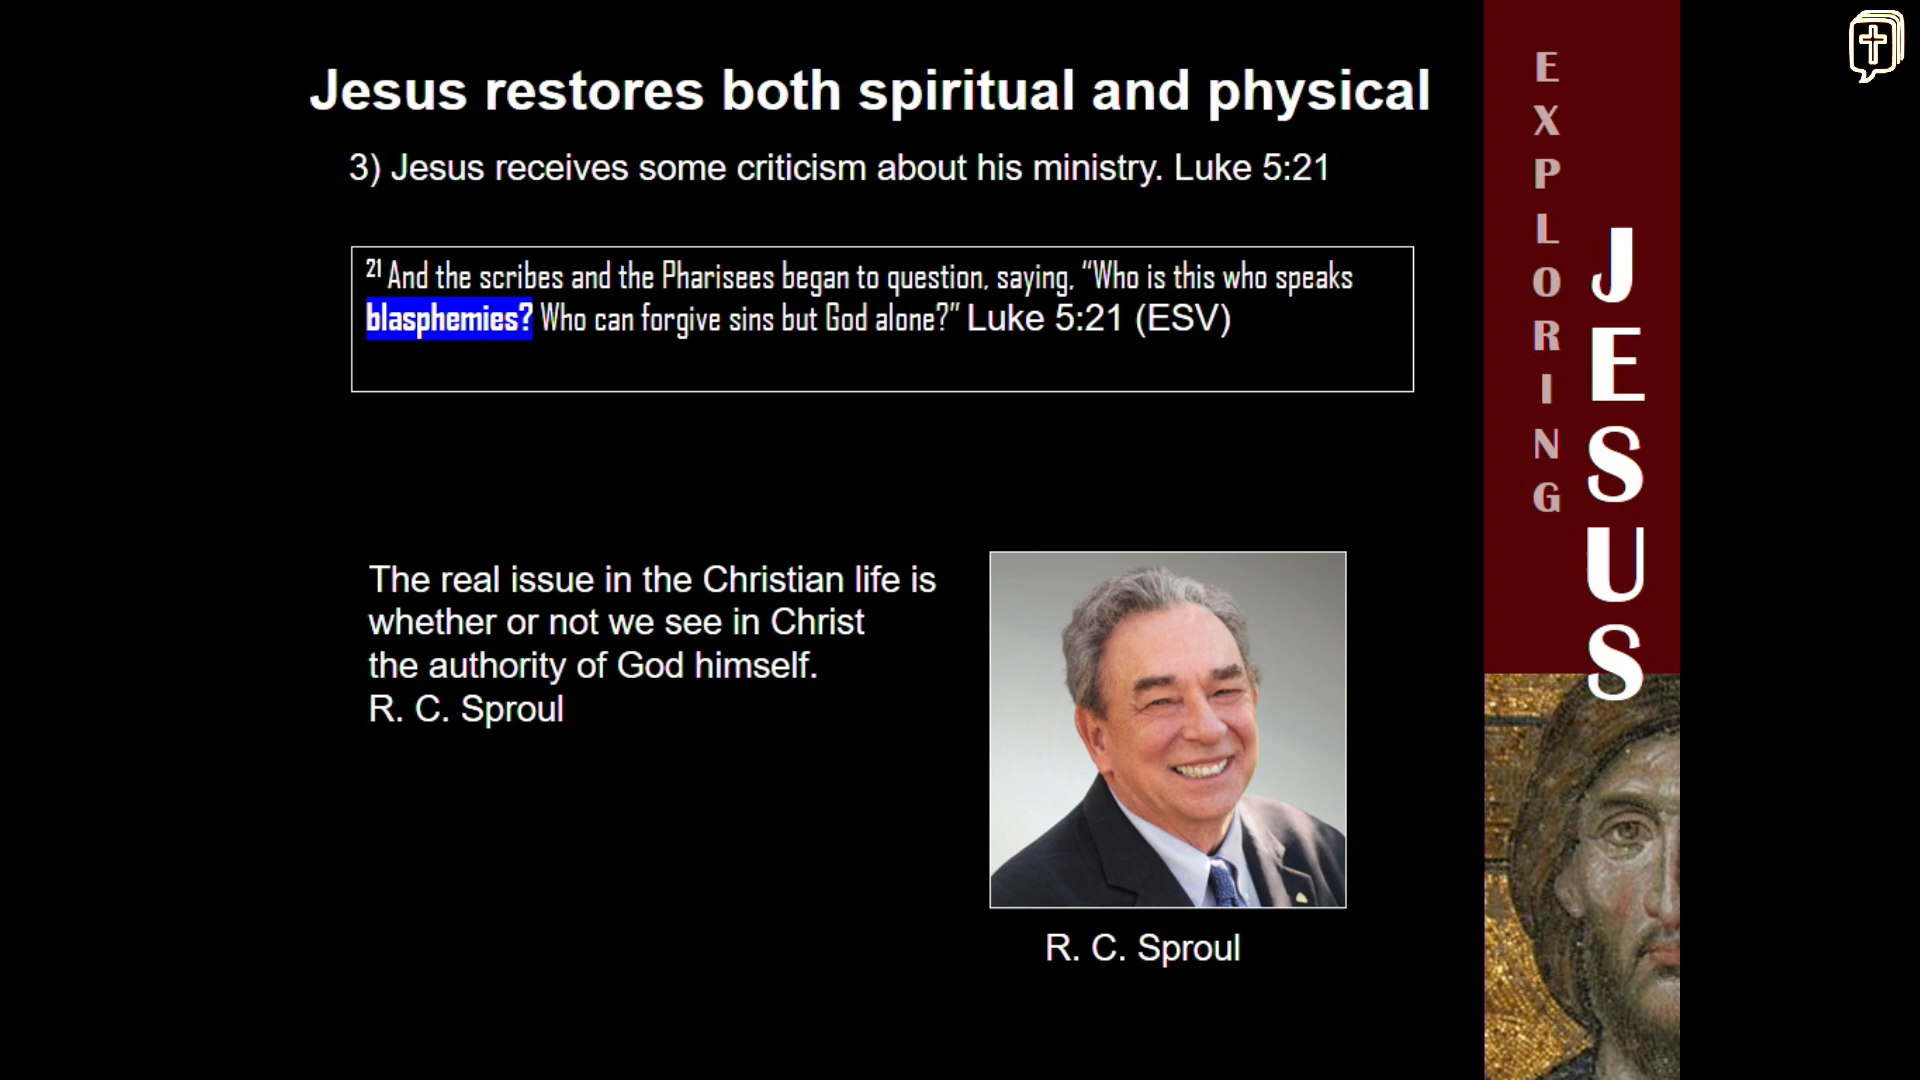 Jesus restores both spiritual and physical
3) Jesus receives some criticism about his ministry. Luke 5:21
21 And the scribes and the Pharisees began to question, saying, “Who is this who speaks
blasphemies? Who can forgive sins but God alone?” Luke 5:21 (ESV)
The real issue in the Christian life is
whether or not we see in Christ
the authority of God himself.
R. C. Sproul
R. C. Sproul
EXPLORING
JESUS